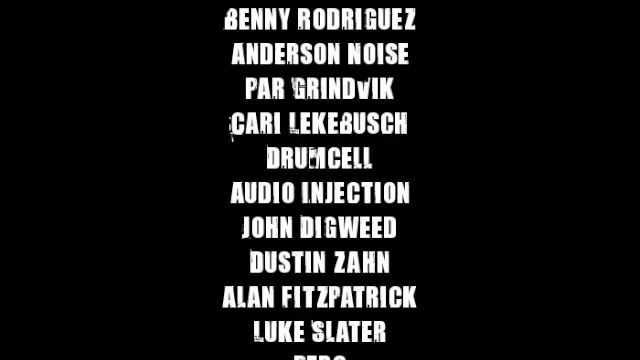 BENNY RODRIGUEZ
ANDERSON NOISE
PAR GRINDVIK
CARI LEKEBUSCH
DRUMCELL
AUDIO INJECTION
JOHN DIGWEED
DUSTIN ZAHN
ALAN FITZPATRICK
LUKE SLATER